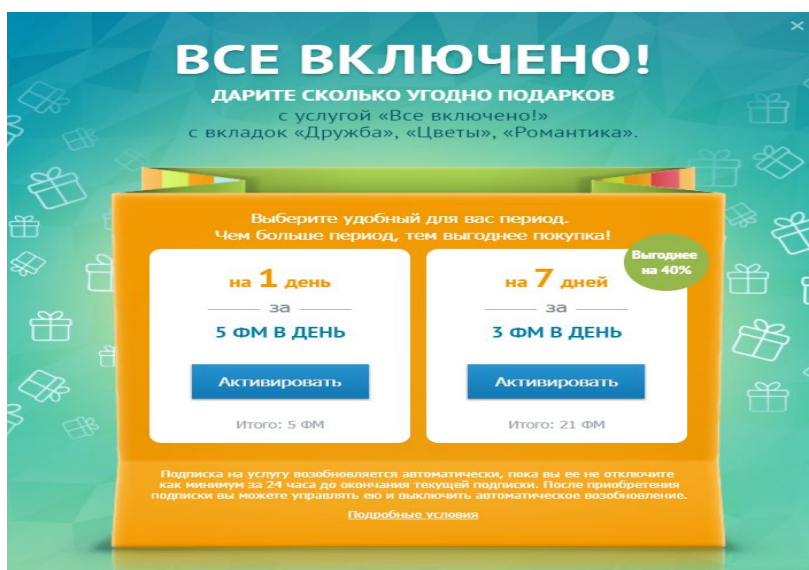 ВСЕ ВКЛЮЧЕНО!
ДАРИТЕ СКОЛЬКО УГОДНО ПОДАРКОВ
с услугой «Все включено!»
с вкладок «Дружба», «Цветы», «Романтика».
Выберите удобный для вас период.
Чем больше период, тем выгоднее покупка!
на 1 день
за
5 ФМ В ДЕНЬ
Активировать
Итого: 5 ФМ
Выгоднее
на 40%
на 7 дней
за
3 ФМ В ДЕНЬ
Активировать
Итого: 21 ФМ
Подписка на услугу возобновляется автоматически, пока вы ее не отключите
как минимум за 24 часа до окончания текущей подписки. После приобретения
подписки вы можете управлять ею и выключить автоматическое возобновление.
Подробные условия